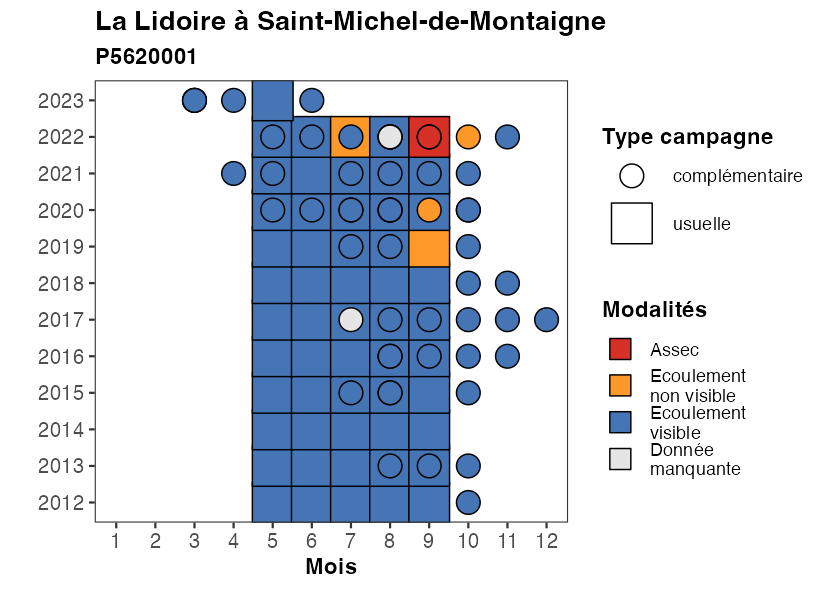 La Lidoire à Saint-Michel-de-Montaigne
P5620001
2023
2022
2021
2020
2019
2018
2017
2016
2015
2014
2013
2012
1 2 3 4 5 6 7 8 9 10 11 12
Mois
Type campagne
complémentaire
usuelle
Modalités
Assec
Ecoulement
non visible
Ecoulement
visible
Donnée
manquante